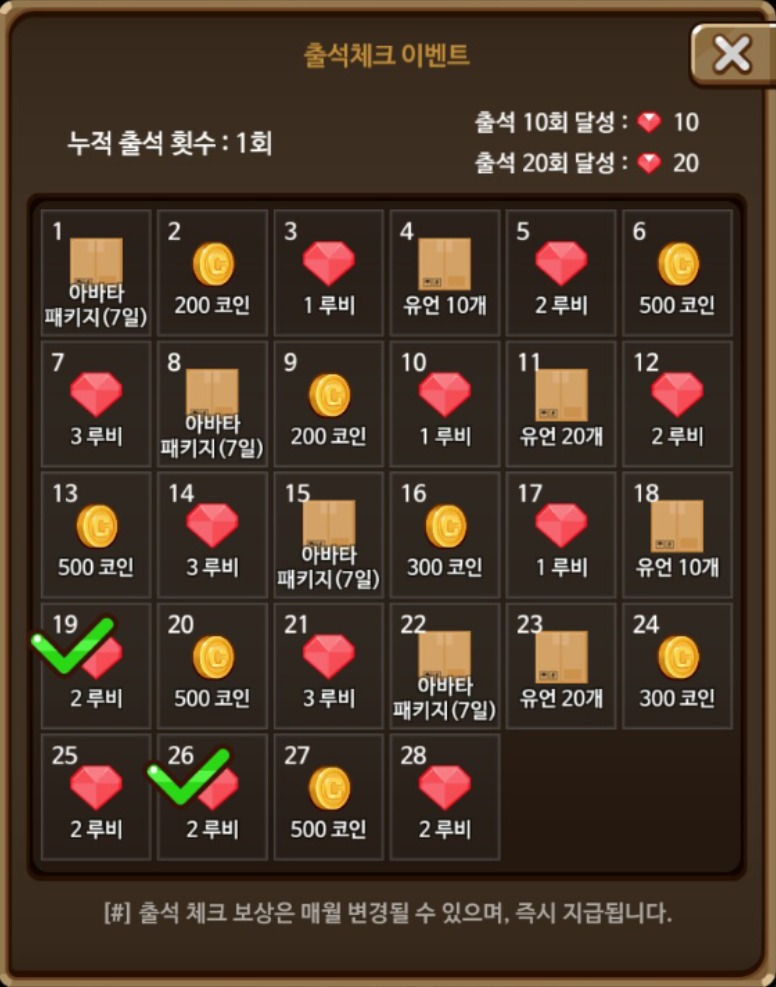 출석체크 이벤트
누적 출석 횟수 : 1회
출석 10회 달성 : 10
출석 20회 달성 : 20
1
아바타
패키지(7일)
2
200 코인
3
1 루비
4
유언 10개
5
2 루비
6
500 코인
7
3 루비
8
아바타
패키지(7일)
9
200 코인
10
1 루비
11
유언 20개
12
2 루비
13
500 코인
14
3 루비
15
아바타
패키지(7일)
16
300 코인
17
1 루비
18
유언 10개
19
2 루비
20
500 코인
21
3 루비
22
아바타
패키지(7일)
23
유언 20개
24
300 코인
25
2 루비
26
2 루비
27
500 코인
28
2 루비
[#] 출석 체크 보상은 매월 변경될 수 있으며, 즉시 지급됩니다.